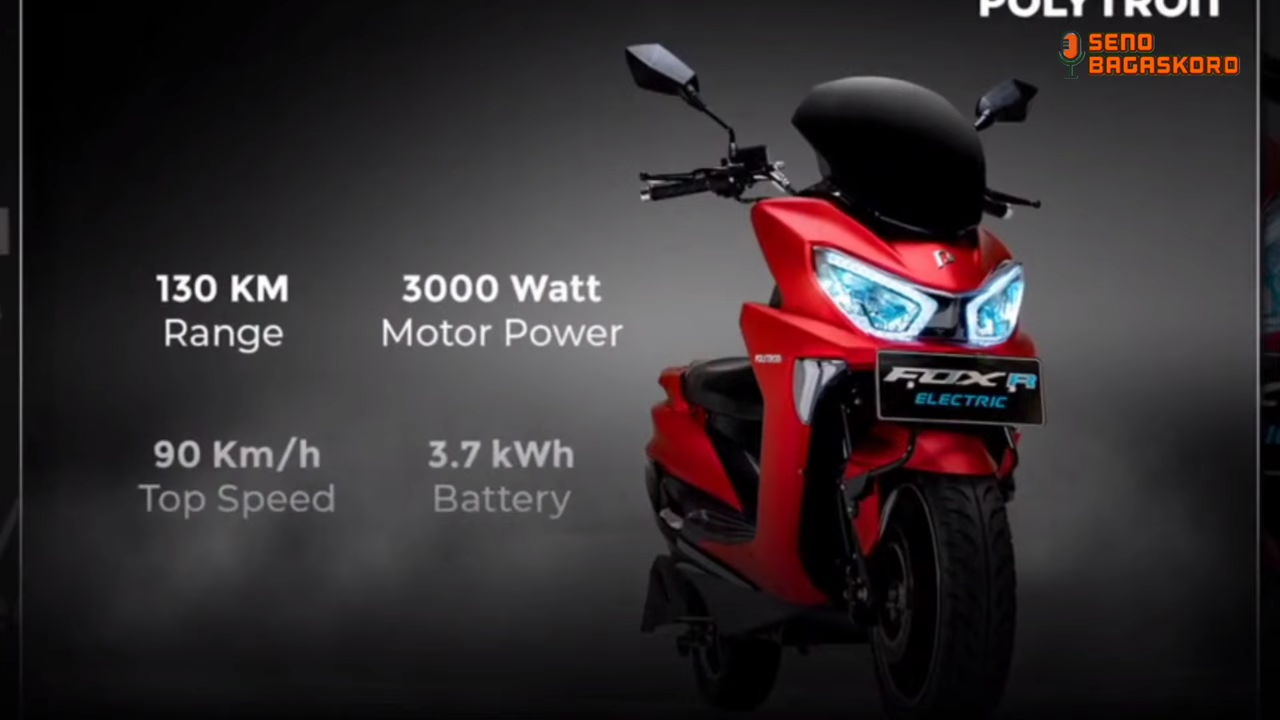 POLYTRON
SENO
BAGASKORO
130 KM
Range
3000 Watt
Motor Power
90 Km/h
Top Speed
3.7 kWh
Battery
POLYTRON
FOX R
ELECTRIC